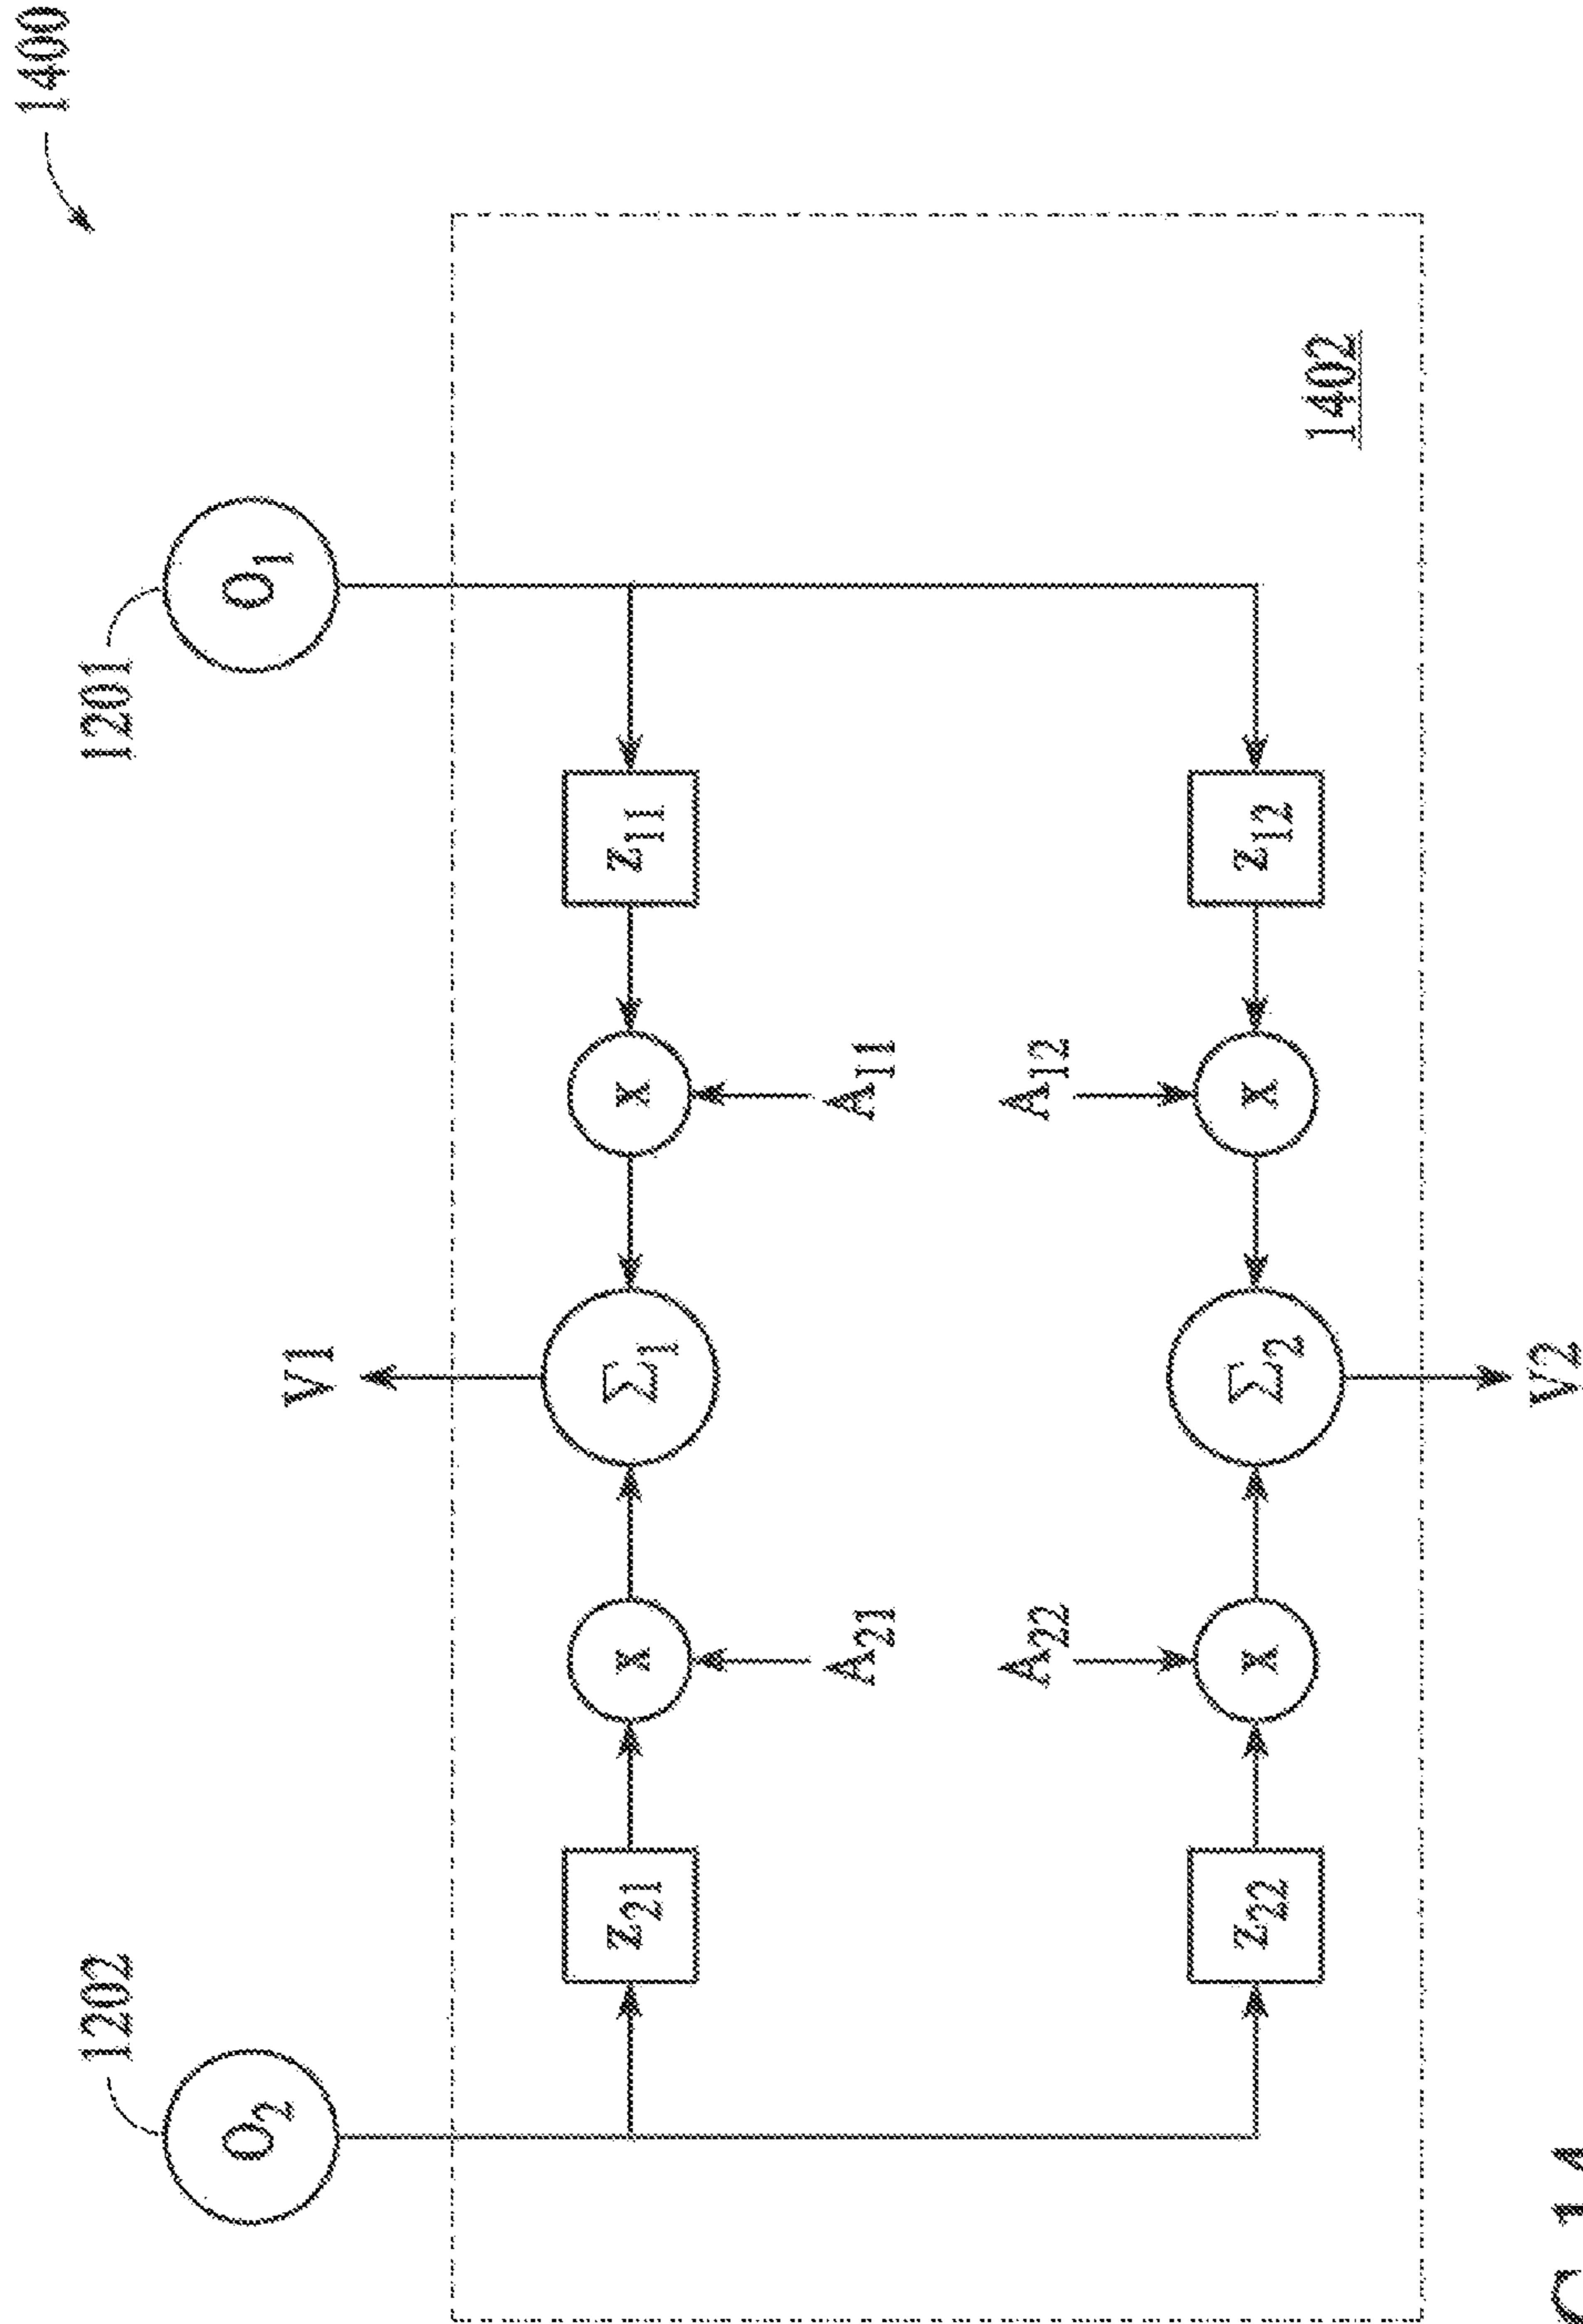 1400
1202
1201
O₂
O₁
V1
z₂₁
x
Σ₁
x
z₁₁
A₂₁
A₁₁
A₂₂
A₁₂
z₂₂
x
Σ₂
x
z₁₂
1402
V2